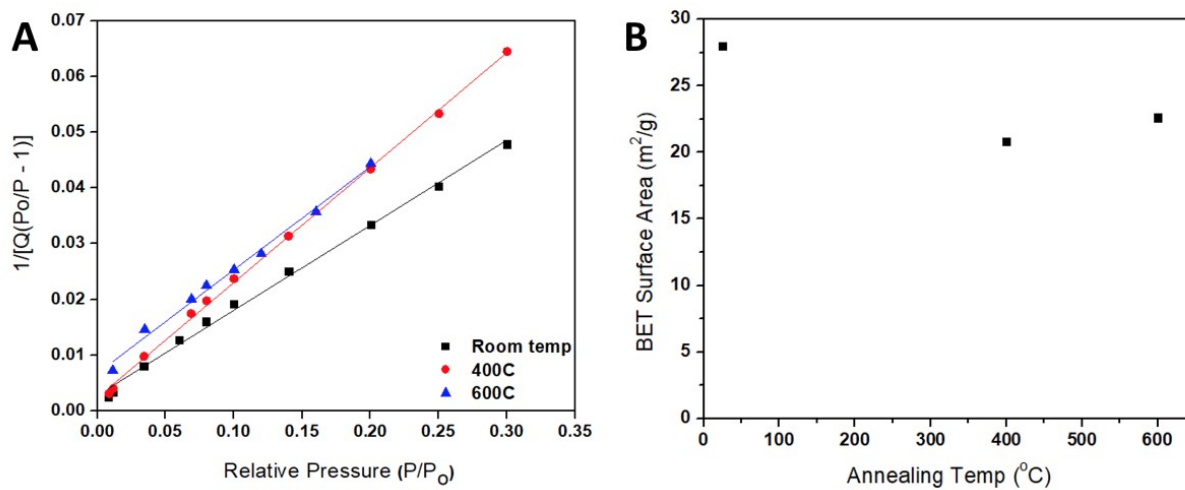 A
1/[Q(Po/P - 1)]
0.07
0.06
0.05
0.04
0.03
0.02
0.01
0.00
Room temp
400C
600C
0.00 0.05 0.10 0.15 0.20 0.25 0.30 0.35
Relative Pressure (P/PO)
B
BET Surface Area (m²/g)
30
25
20
15
10
5
0
0 100 200 300 400 500 600
Annealing Temp (°C)